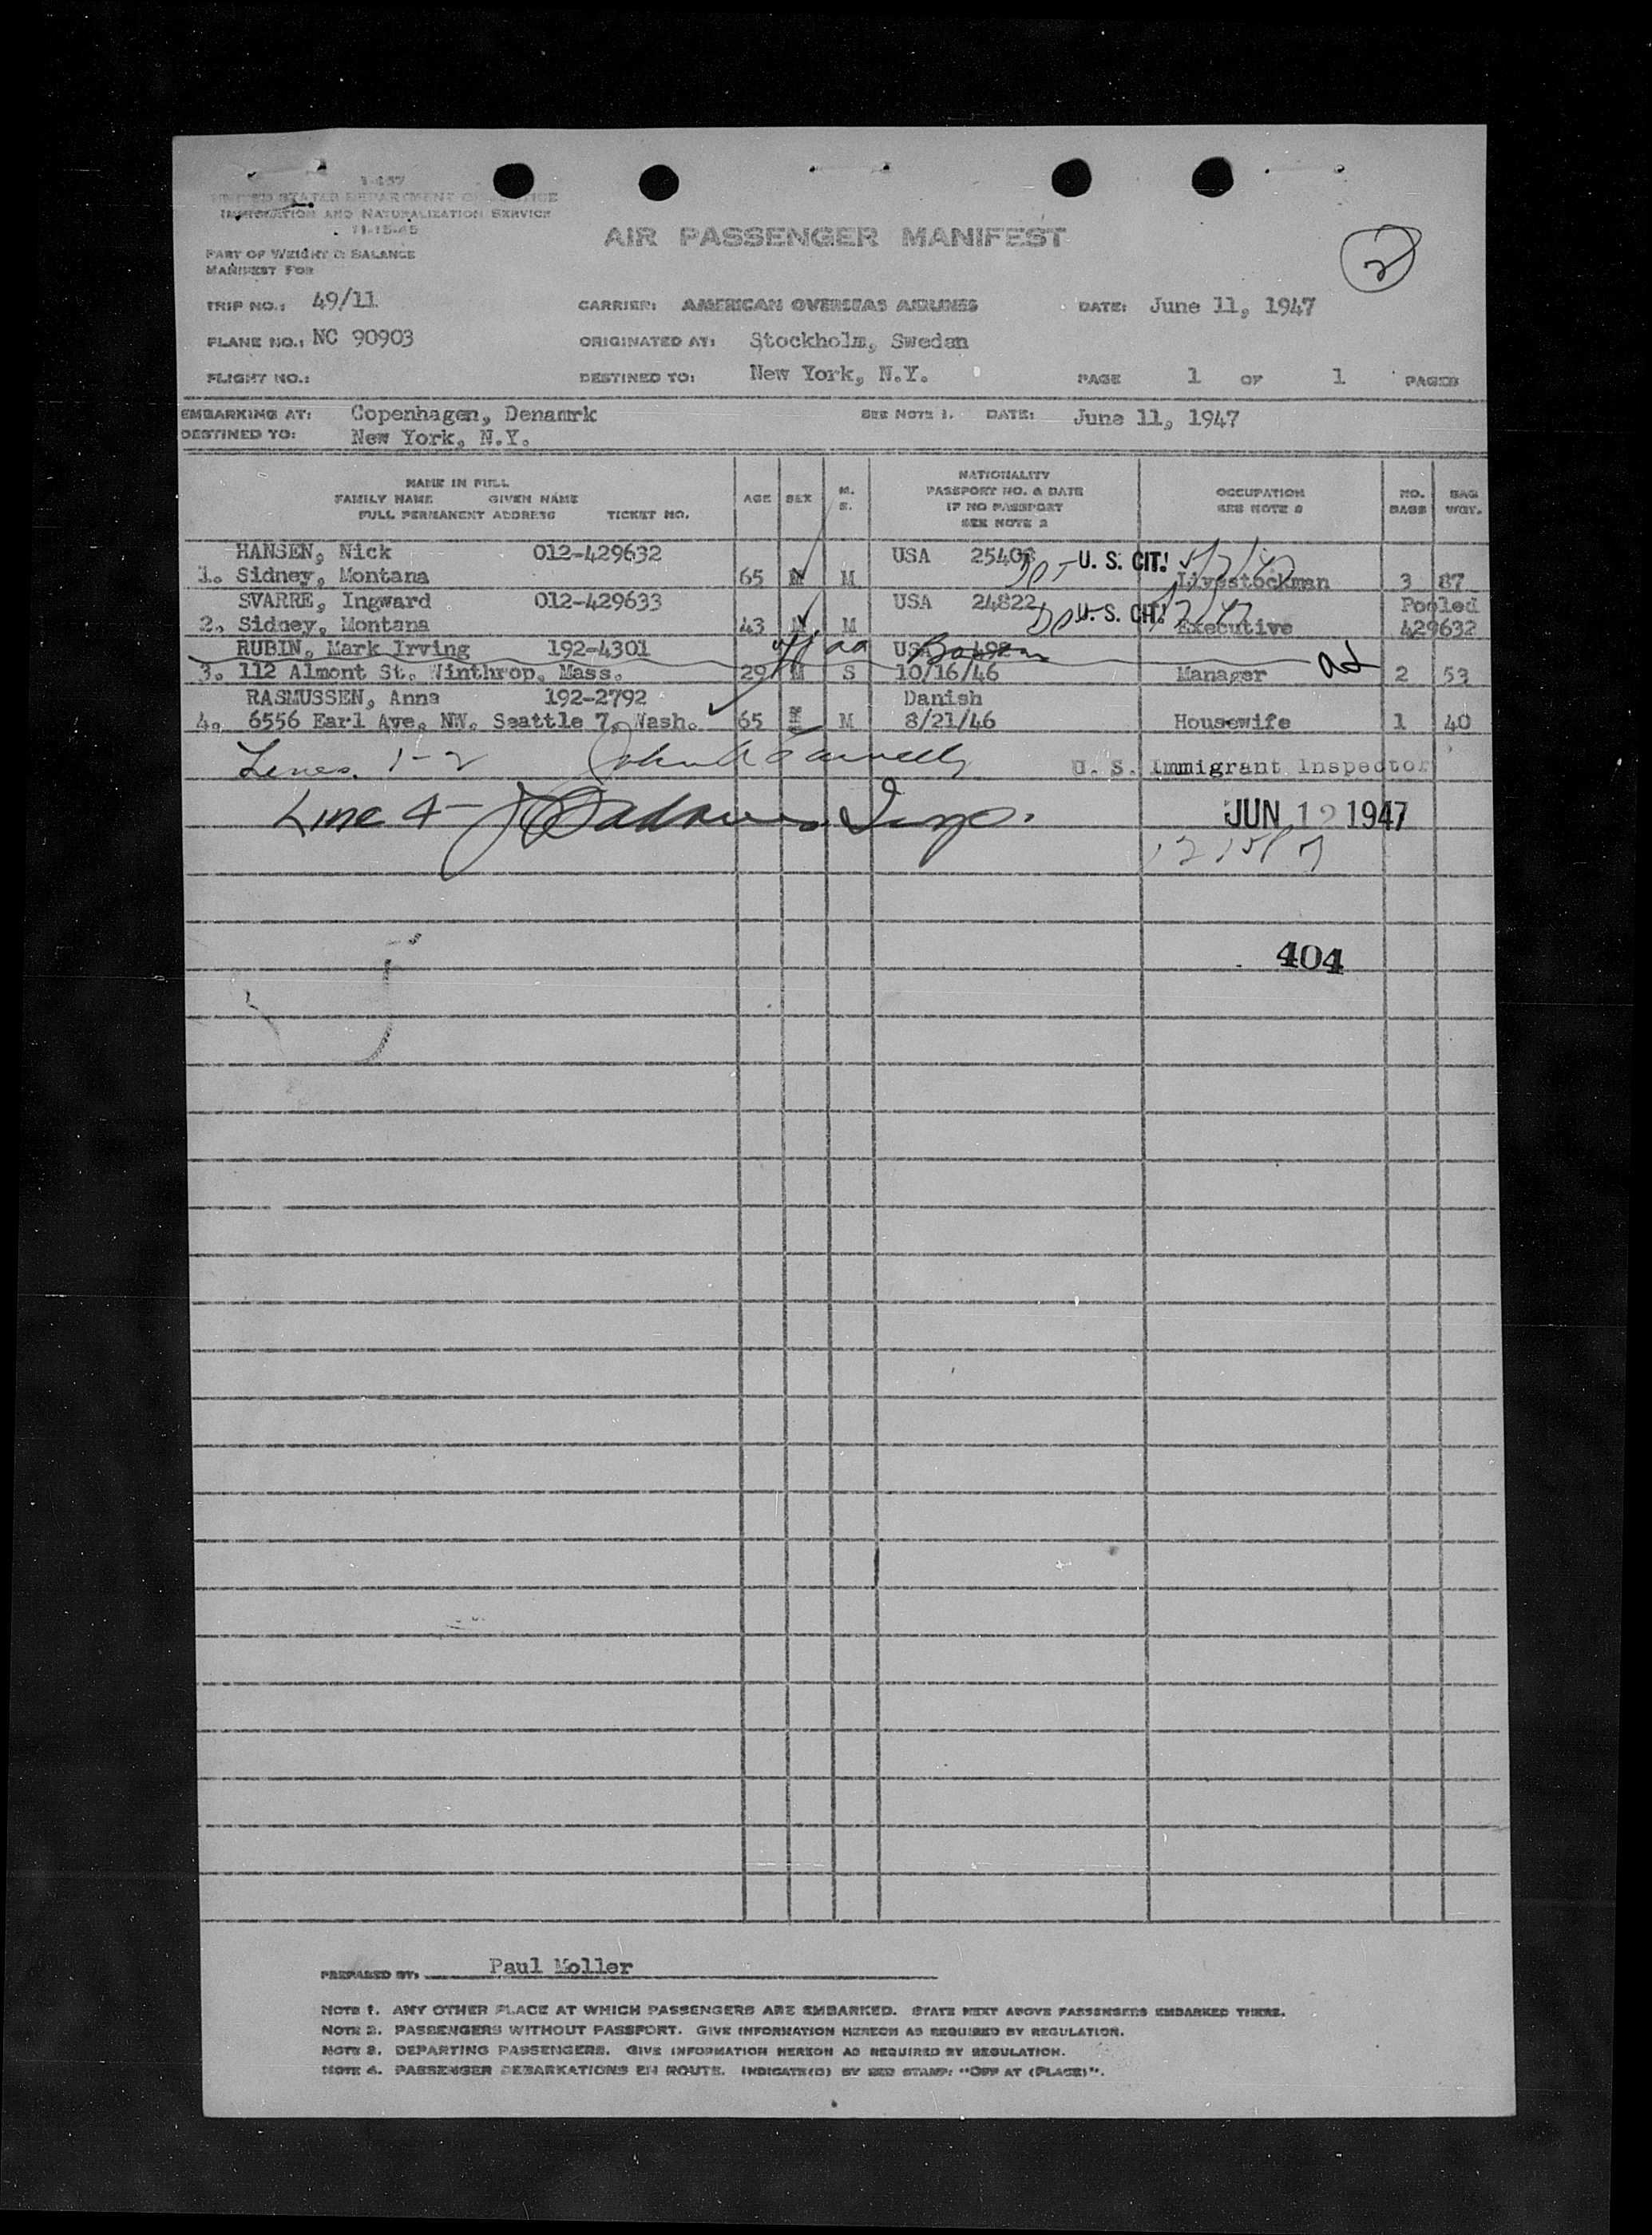 I-457
UNITED STATES DEPARTMENT OF JUSTICE
IMMIGRATION AND NATURALIZATION SERVICE
11-15-45
AIR PASSENGER MANIFEST
2
PART OF WEIGHT & BALANCE
MANIFEST FOR
TRIP NO.: 49/11 CARRIER: AMERICAN OVERSEAS AIRLINES DATE: June 11, 1947
PLANE NO.: NC 90903 ORIGINATED AT: Stockholm, Sweden
FLIGHT NO.: DESTINED TO: New York, N.Y. PAGE 1 OF 1 PAGES
EMBARKING AT: Copenhagen, Denamrk SEE NOTE 1. DATE: June 11, 1947
DESTINED TO: New York, N.Y.
NAME IN FULL
FAMILY NAME GIVEN NAME
FULL PERMANENT ADDRESS TICKET NO.
AGE SEX M. S.
NATIONALITY
PASSPORT NO. & DATE
IF NO PASSPORT
SEE NOTE 2
OCCUPATION
SEE NOTE 3
NO. BAGS
BAG WGT.
HANSEN, Nick 012-429632 USA U. S. CIT.
1. Sidney, Montana 65 M M Livestockman 3 87
SVARRE, Ingward 012-429633 USA 24822 U. S. CIT. Pooled
2. Sidney, Montana 43 M M Executive 429632
RUBIN, Mark Irving 192-4301 USA Boston
3. 112 Almont St. Winthrop, Mass. 29 M S 10/16/46 Manager 2 53
RASMUSSEN, Anna 192-2792 Danish
4. 6556 Earl Ave. NW. Seattle 7, Wash. 65 M 8/21/46 Housewife 1 40
Lines 1-2 U. S. Immigrant Inspector
Line 4 Insp. JUN 12 1947
404
PREPARED BY: Paul Moller
NOTE 1. ANY OTHER PLACE AT WHICH PASSENGERS ARE EMBARKED. STATE NEXT ABOVE PASSENGERS EMBARKED THERE.
NOTE 2. PASSENGERS WITHOUT PASSPORT. GIVE INFORMATION HEREON AS REQUIRED BY REGULATION.
NOTE 3. DEPARTING PASSENGERS. GIVE INFORMATION HEREON AS REQUIRED BY REGULATION.
NOTE 4. PASSENGER DEBARKATIONS EN ROUTE. INDICATE(D) BY RED STAMP: "OFF AT (PLACE)".